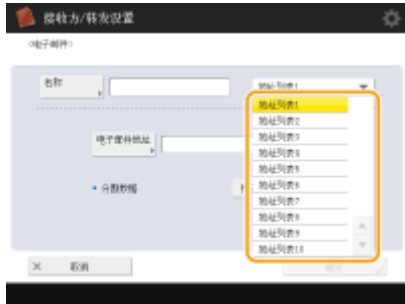 接收方/转发设置
<电子邮件>
名称
地址列表1
地址列表1
地址列表2
地址列表3
地址列表4
电子邮件地址
地址列表5
地址列表6
分割数据
地址列表7
地址列表8
地址列表9
地址列表10
× 取消
确定